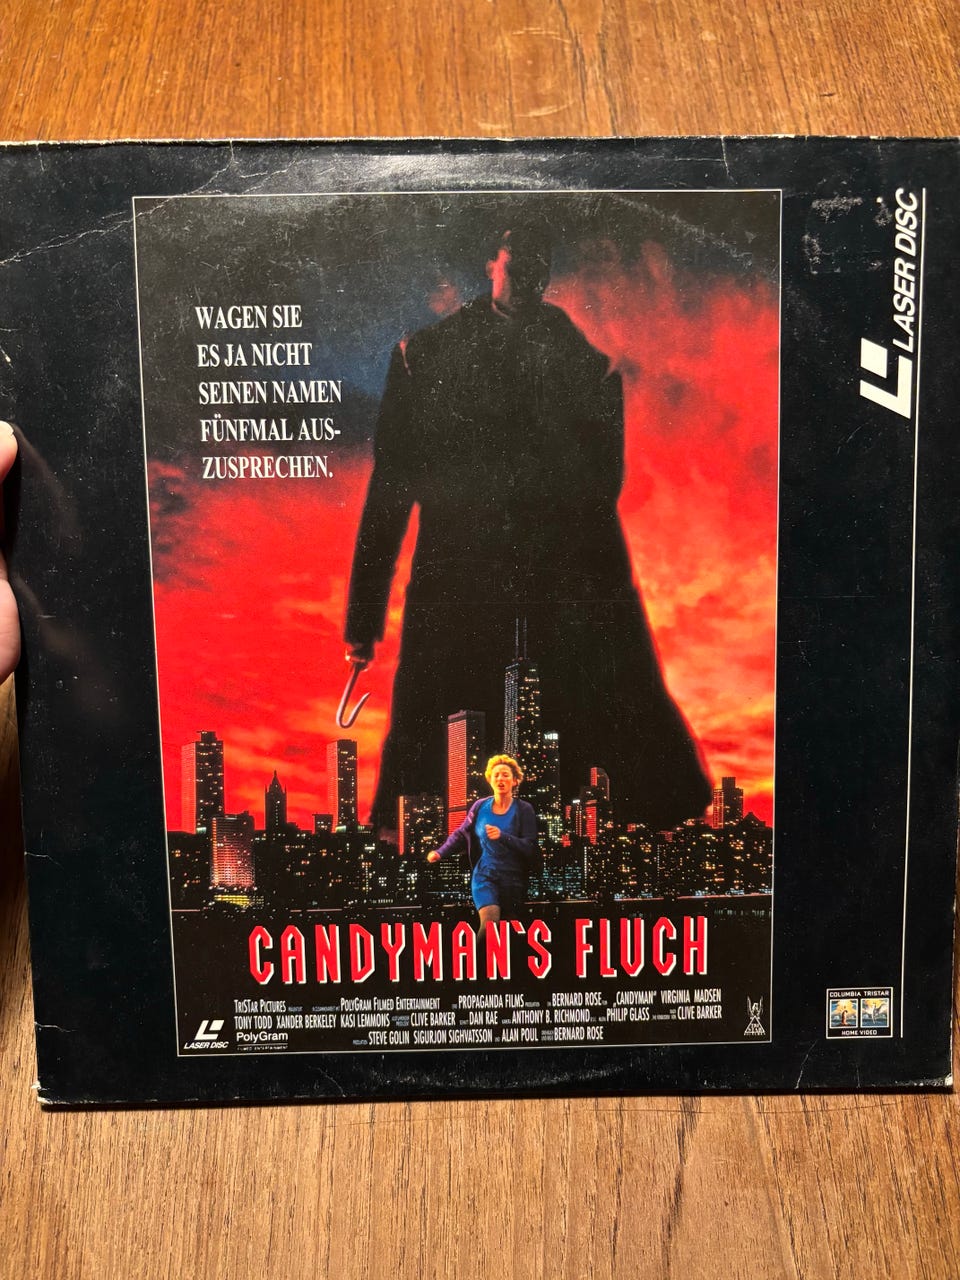 WAGEN SIE
ES JA NICHT
SEINEN NAMEN
FÜNFMAL AUS-
ZUSPRECHEN.
LASER DISC
CANDYMAN'S FLUCH
TRISTAR PICTURES POLYGRAM FILMED ENTERTAINMENT PROPAGANDA FILMS BERNARD ROSE „CANDYMAN“ VIRGINIA MADSEN
TONY TODD XANDER BERKELEY KASI LEMMONS CLIVE BARKER DAN RAE ANTHONY B. RICHMOND PHILIP GLASS CLIVE BARKER
STEVE GOLIN SIGURJON SIGHVATSSON AND ALAN POUL BERNARD ROSE
LASER DISC
PolyGram
FILMED ENTERTAINMENT
COLUMBIA TRISTAR
HOME VIDEO